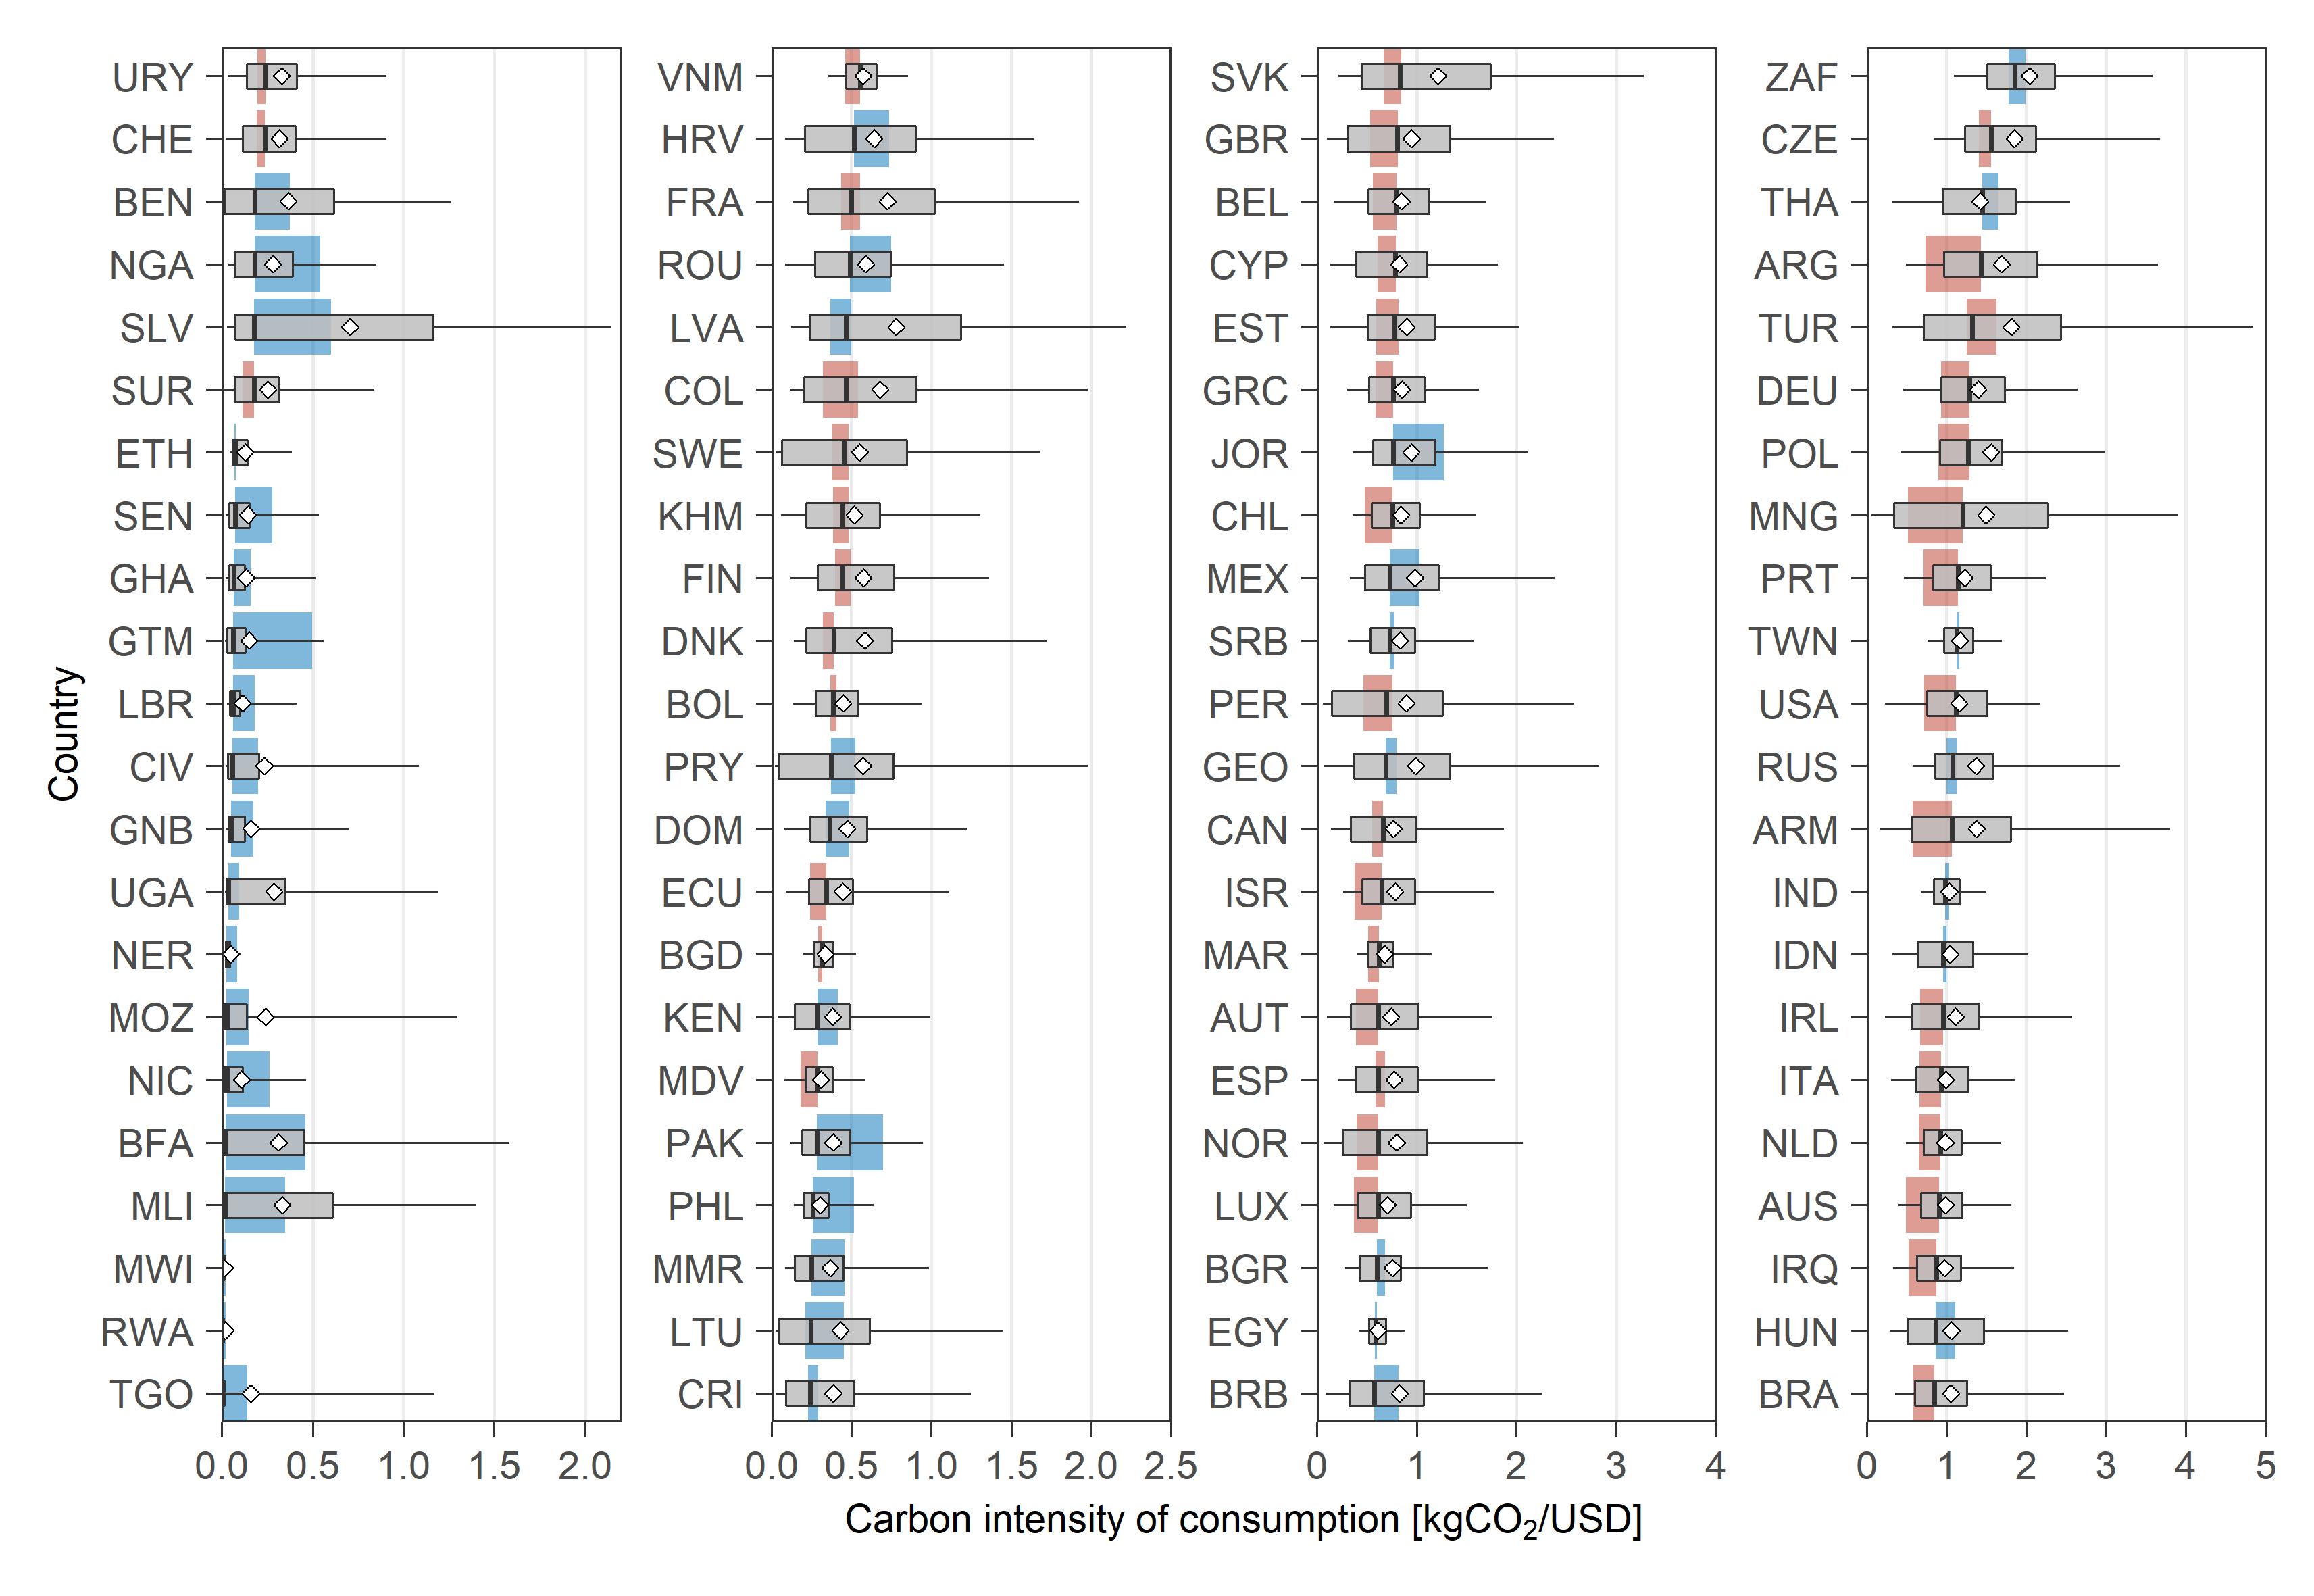 URY VNM SVK ZAF
CHE HRV GBR CZE
BEN FRA BEL THA
NGA ROU CYP ARG
SLV LVA EST TUR
SUR COL GRC DEU
ETH SWE JOR POL
SEN KHM CHL MNG
GHA FIN MEX PRT
GTM DNK SRB TWN
LBR BOL PER USA
CIV PRY GEO RUS
GNB DOM CAN ARM
UGA ECU ISR IND
NER BGD MAR IDN
MOZ KEN AUT IRL
NIC MDV ESP ITA
BFA PAK NOR NLD
MLI PHL LUX AUS
MWI MMR BGR IRQ
RWA LTU EGY HUN
TGO CRI BRB BRA
Country
0.0 0.5 1.0 1.5 2.0 0.0 0.5 1.0 1.5 2.0 2.5 0 1 2 3 4 0 1 2 3 4 5
Carbon intensity of consumption [kgCO₂/USD]